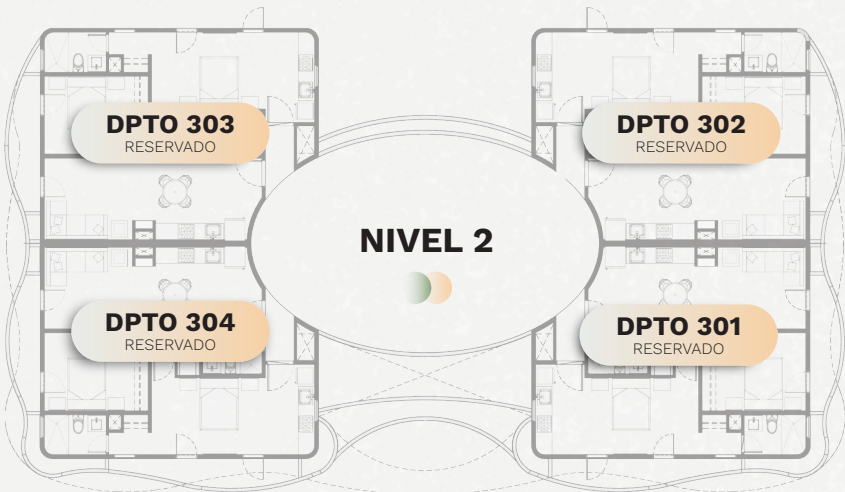 DPTO 303
RESERVADO
DPTO 302
RESERVADO
NIVEL 2
DPTO 304
RESERVADO
DPTO 301
RESERVADO